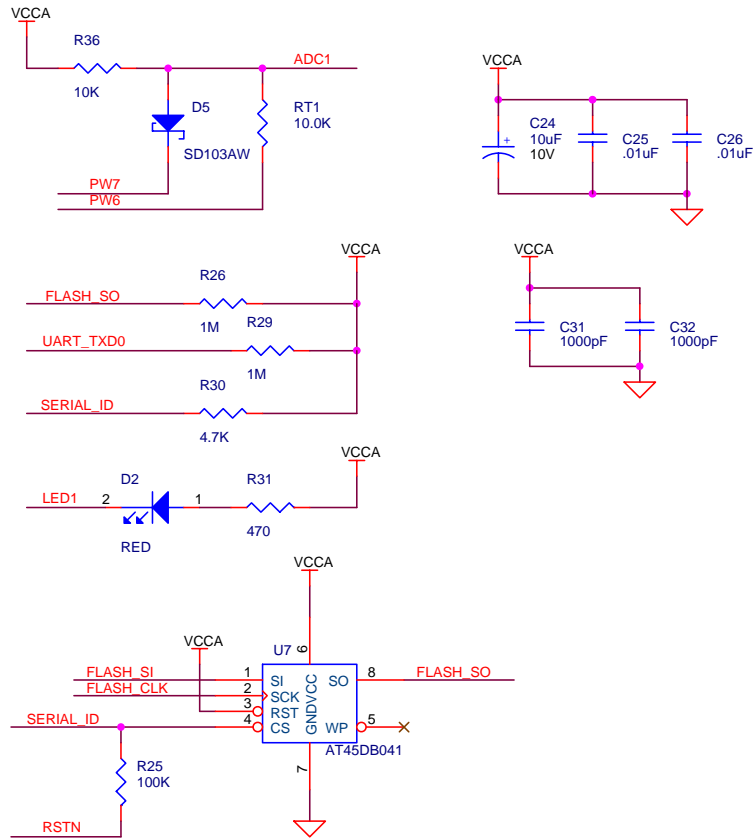 VCCA
R36
ADC1
10K
D5
RT1
10.0K
SD103AW
PW7
PW6
VCCA
C24
10uF
10V
+
C25
.01uF
C26
.01uF
VCCA
R26
FLASH_SO
1M
R29
UART_TXD0
1M
R30
SERIAL_ID
4.7K
VCCA
C31
1000pF
C32
1000pF
VCCA
D2
R31
LED1
2
1
470
RED
VCCA
VCCA
U7
6
FLASH_SI
1
SI
SO
8
FLASH_SO
FLASH_CLK
2
SCK
3
RST
GNDVCC
SERIAL_ID
4
CS
WP
5
AT45DB041
7
R25
100K
RSTN